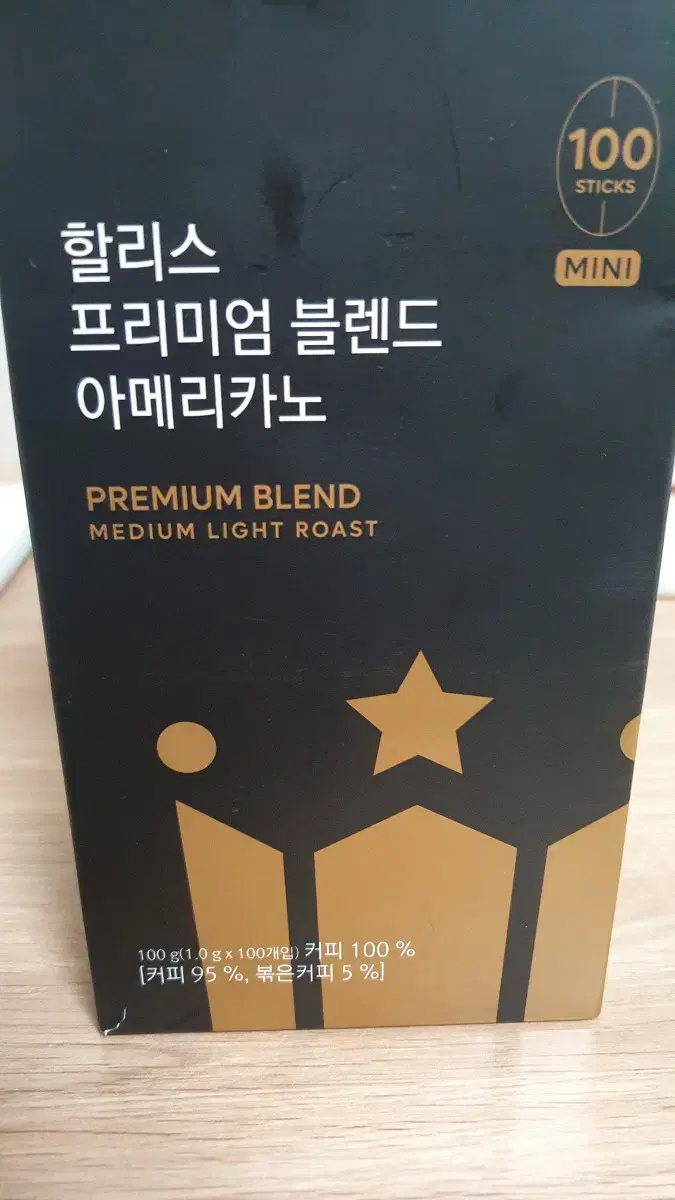 100
STICKS
MINI
할리스
프리미엄 블렌드
아메리카노
PREMIUM BLEND
MEDIUM LIGHT ROAST
100 g(1.0 g x 100개입) 커피 100 %
[커피 95 %, 볶은커피 5 %]